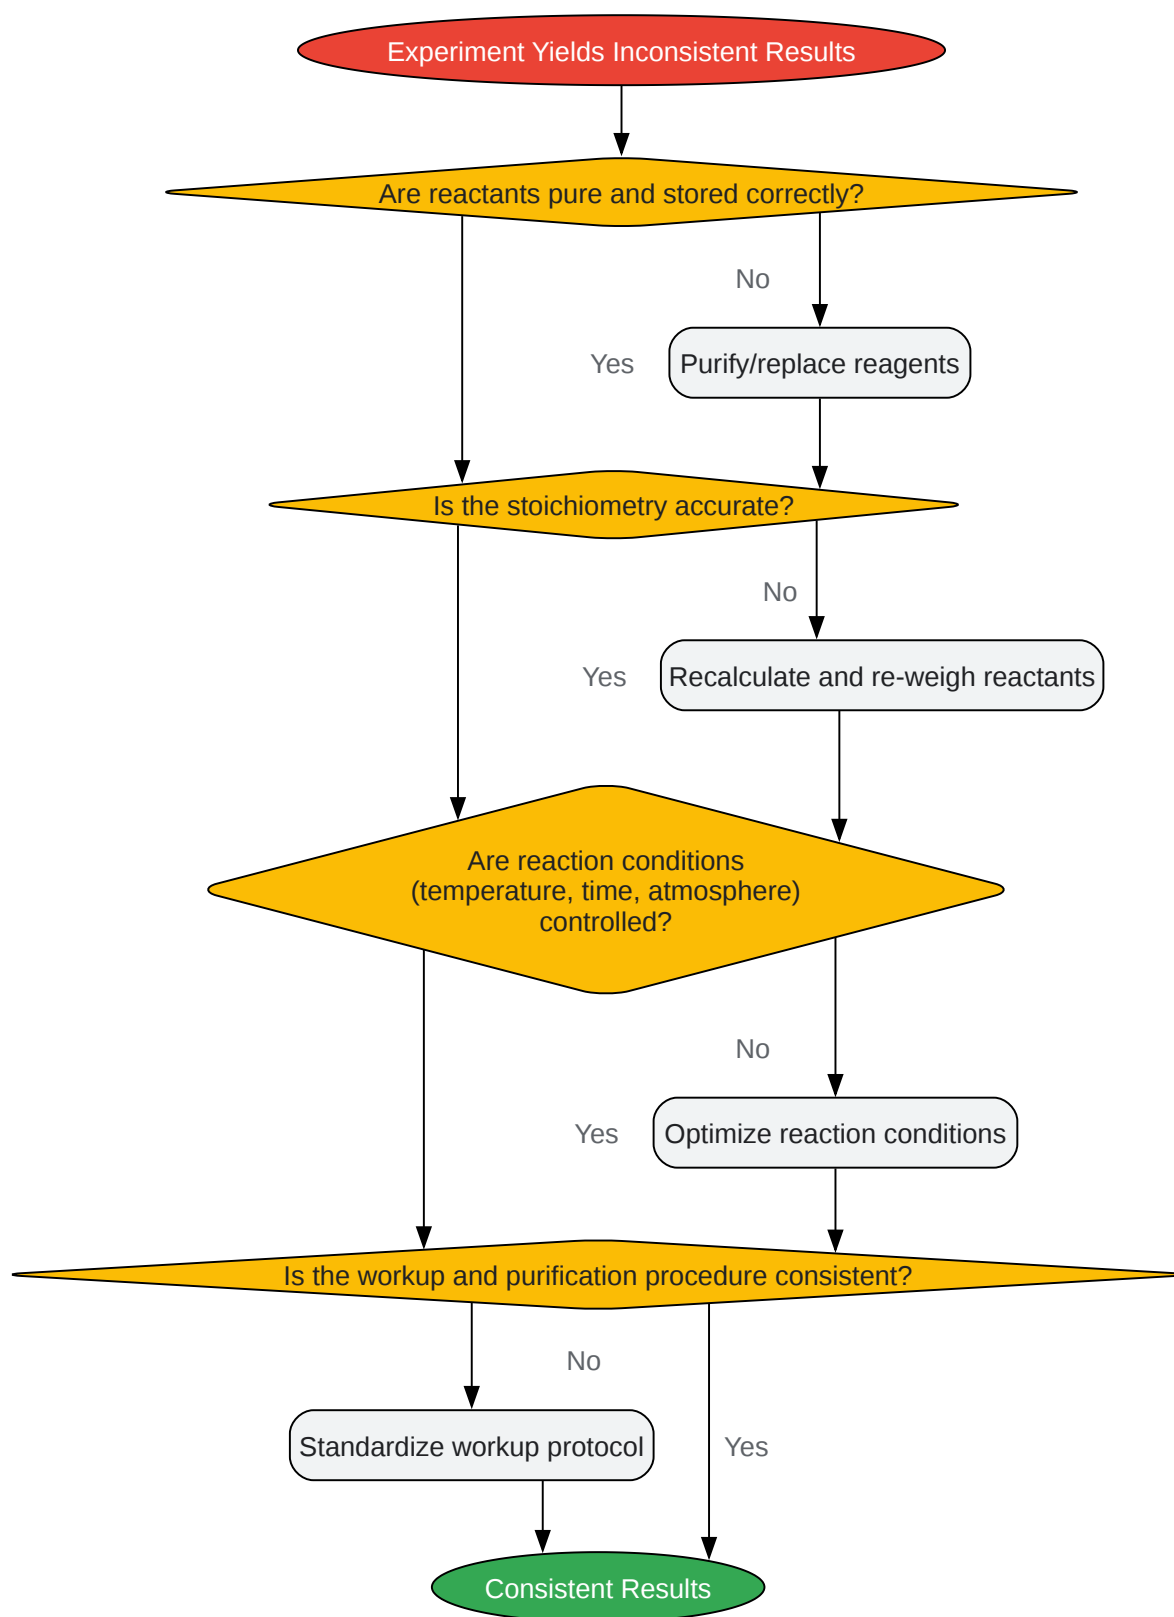 Experiment Yields Inconsistent Results
Are reactants pure and stored correctly?
No
Yes
Purify/replace reagents
Is the stoichiometry accurate?
No
Yes
Recalculate and re-weigh reactants
Are reaction conditions
(temperature, time, atmosphere)
controlled?
No
Yes
Optimize reaction conditions
Is the workup and purification procedure consistent?
No
Standardize workup protocol
Yes
Consistent Results